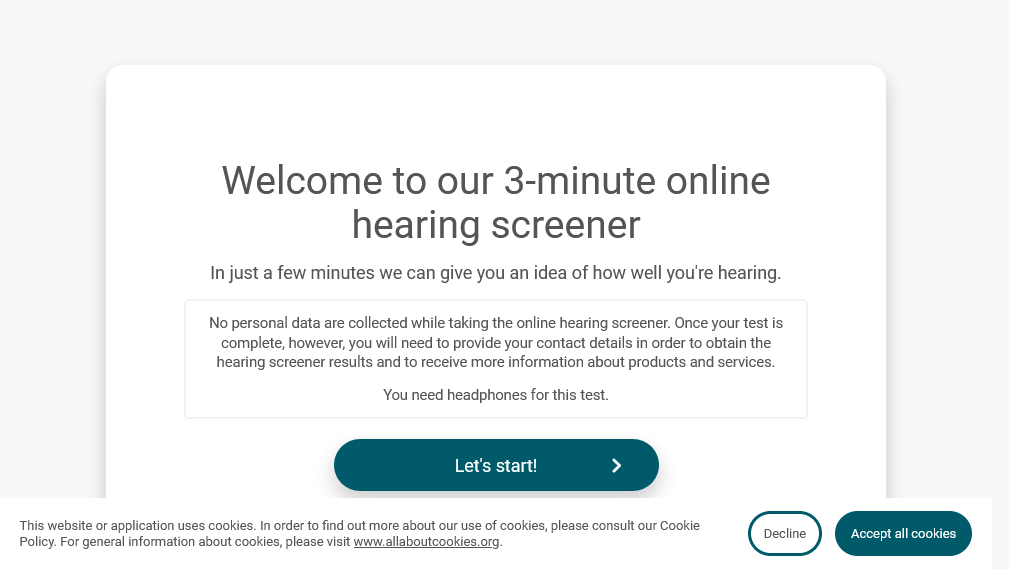 Welcome to our 3-minute online
hearing screener
In just a few minutes we can give you an idea of how well you're hearing.
No personal data are collected while taking the online hearing screener. Once your test is
complete, however, you will need to provide your contact details in order to obtain the
hearing screener results and to receive more information about products and services.
You need headphones for this test.
Let's start!
This website or application uses cookies. In order to find out more about our use of cookies, please consult our Cookie
Policy. For general information about cookies, please visit www.allaboutcookies.org.
Decline
Accept all cookies